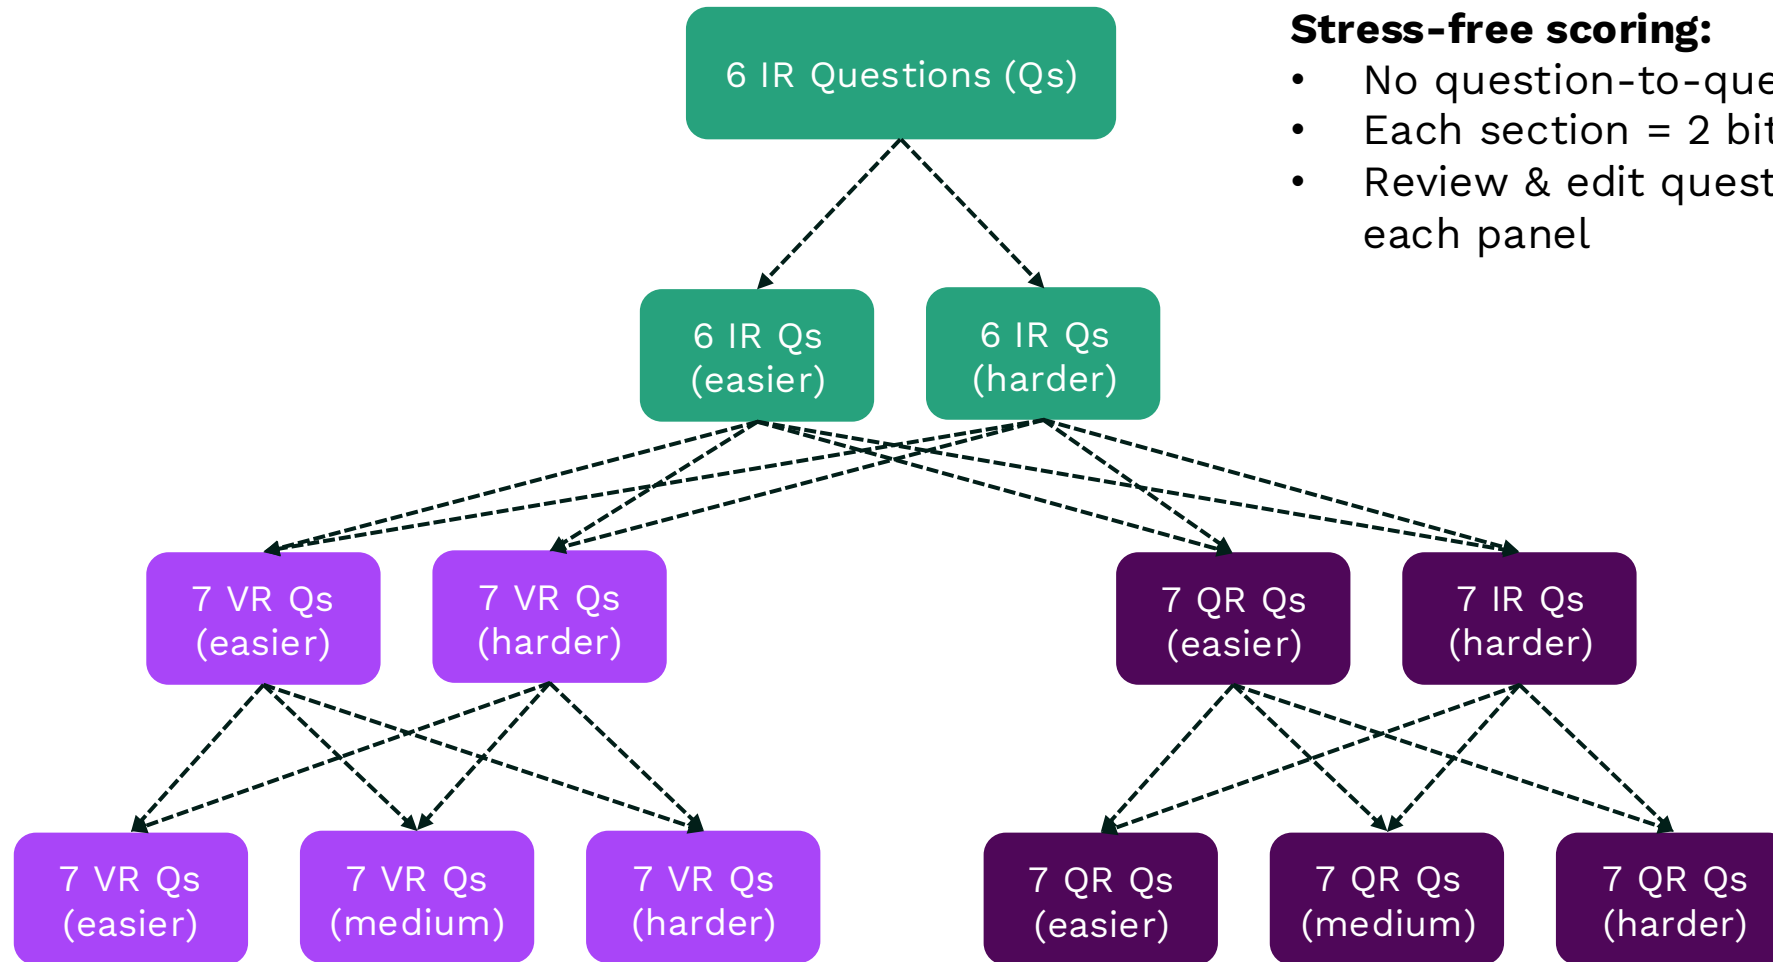 6 IR Questions (Qs)
Stress-free scoring:
• No question-to-que
• Each section = 2 bit
• Review & edit quest
each panel
6 IR Qs
(easier)
6 IR Qs
(harder)
7 VR Qs
(easier)
7 VR Qs
(harder)
7 QR Qs
(easier)
7 IR Qs
(harder)
7 VR Qs
(easier)
7 VR Qs
(medium)
7 VR Qs
(harder)
7 QR Qs
(easier)
7 QR Qs
(medium)
7 QR Qs
(harder)